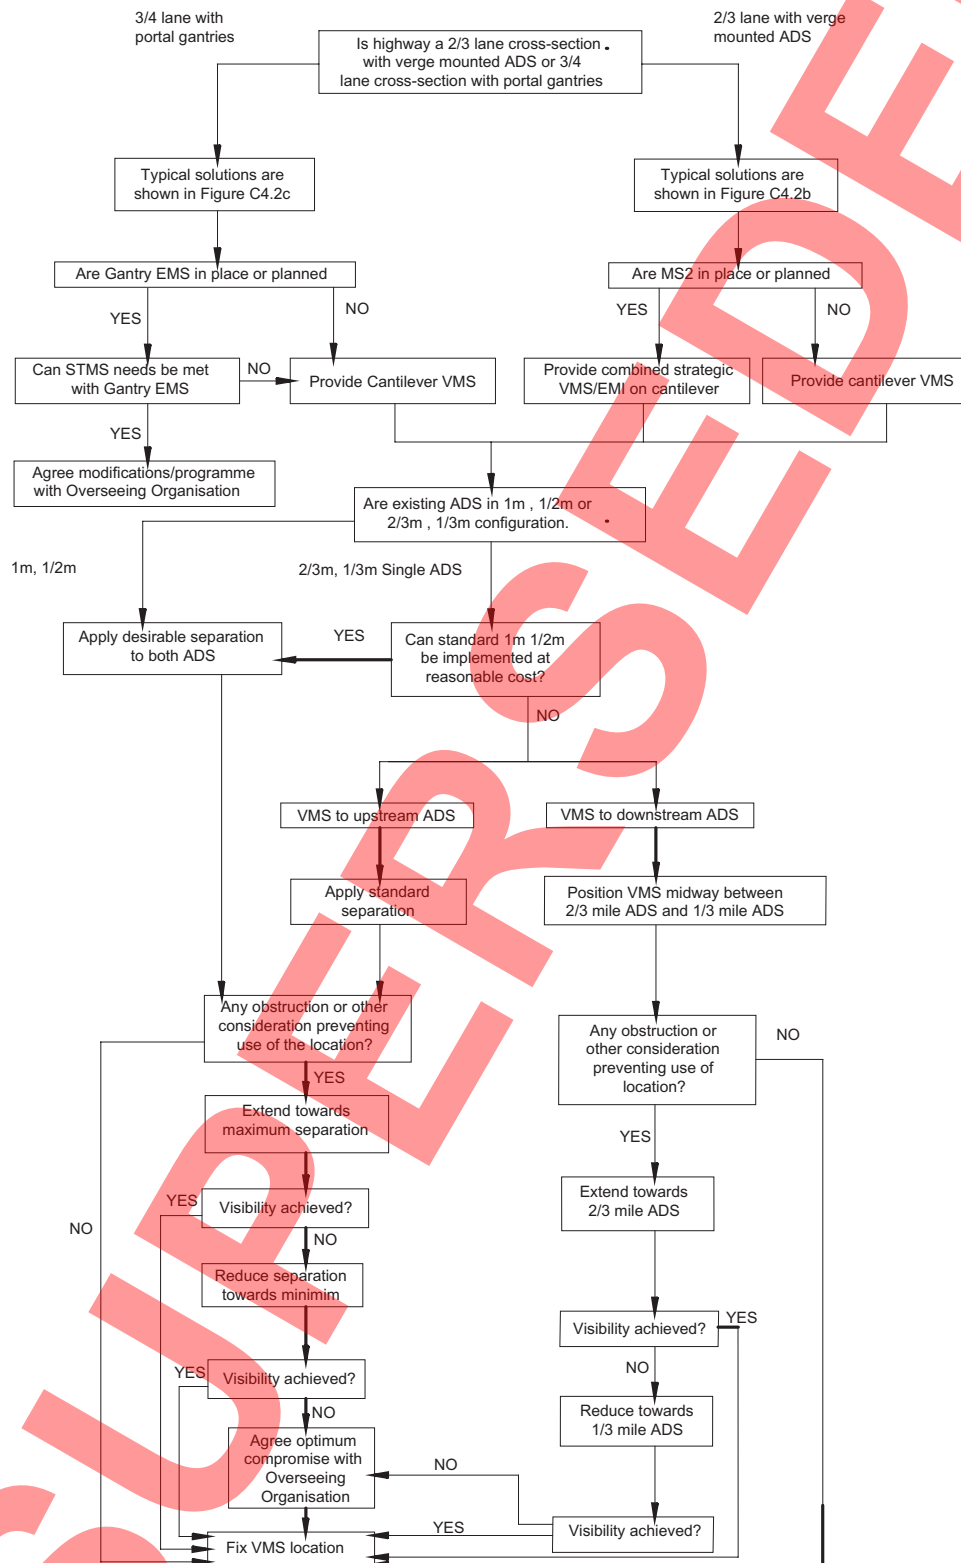 3/4 lane with
portal gantries
2/3 lane with verge
mounted ADS
Is highway a 2/3 lane cross-section .
with verge mounted ADS or 3/4
lane cross-section with portal gantries
Typical solutions are
shown in Figure C4.2c
Typical solutions are
shown in Figure C4.2b
Are Gantry EMS in place or planned
Are MS2 in place or planned
YES
NO
YES
NO
Can STMS needs be met
with Gantry EMS
NO
Provide Cantilever VMS
Provide combined strategic
VMS/EMI on cantilever
Provide cantilever VMS
YES
Agree modifications/programme
with Overseeing Organisation
Are existing ADS in 1m , 1/2m or
2/3m , 1/3m configuration.
1m, 1/2m
2/3m, 1/3m Single ADS
Apply desirable separation
to both ADS
YES
Can standard 1m 1/2m
be implemented at
reasonable cost?
NO
VMS to upstream ADS
VMS to downstream ADS
Apply standard
separation
Position VMS midway between
2/3 mile ADS and 1/3 mile ADS
Any obstruction or other
consideration preventing
use of the location?
Any obstruction or
other consideration
preventing use of
location?
NO
YES
Extend towards
maximum separation
YES
Extend towards
2/3 mile ADS
YES
Visibility achieved?
NO
NO
Reduce separation
towards minimim
Visibility achieved?
YES
NO
YES
Visibility achieved?
Reduce towards
1/3 mile ADS
NO
Agree optimum
compromise with
Overseeing
Organisation
NO
YES
Visibility achieved?
Fix VMS location
SUPERSEDE